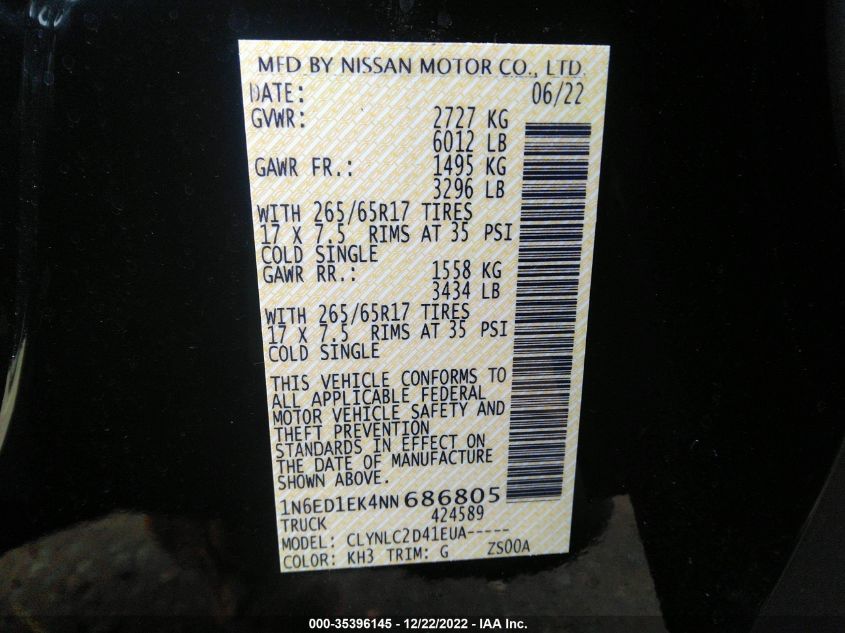 MFD BY NISSAN MOTOR CO., LTD.
DATE: 06/22
GVWR: 2727 KG
6012 LB
GAWR FR.: 1495 KG
3296 LB
WITH 265/65R17 TIRES
17 X 7.5 RIMS AT 35 PSI
COLD SINGLE
GAWR RR.: 1558 KG
3434 LB
WITH 265/65R17 TIRES
17 X 7.5 RIMS AT 35 PSI
COLD SINGLE
THIS VEHICLE CONFORMS TO
ALL APPLICABLE FEDERAL
MOTOR VEHICLE SAFETY AND
THEFT PREVENTION
STANDARDS IN EFFECT ON
THE DATE OF MANUFACTURE
SHOWN ABOVE.
1N6ED1EK4NN686805
TRUCK 424589
MODEL: CLYNLC2D41EUA-----
COLOR: KH3 TRIM: G ZS00A
000-35396145 - 12/22/2022 - IAA Inc.